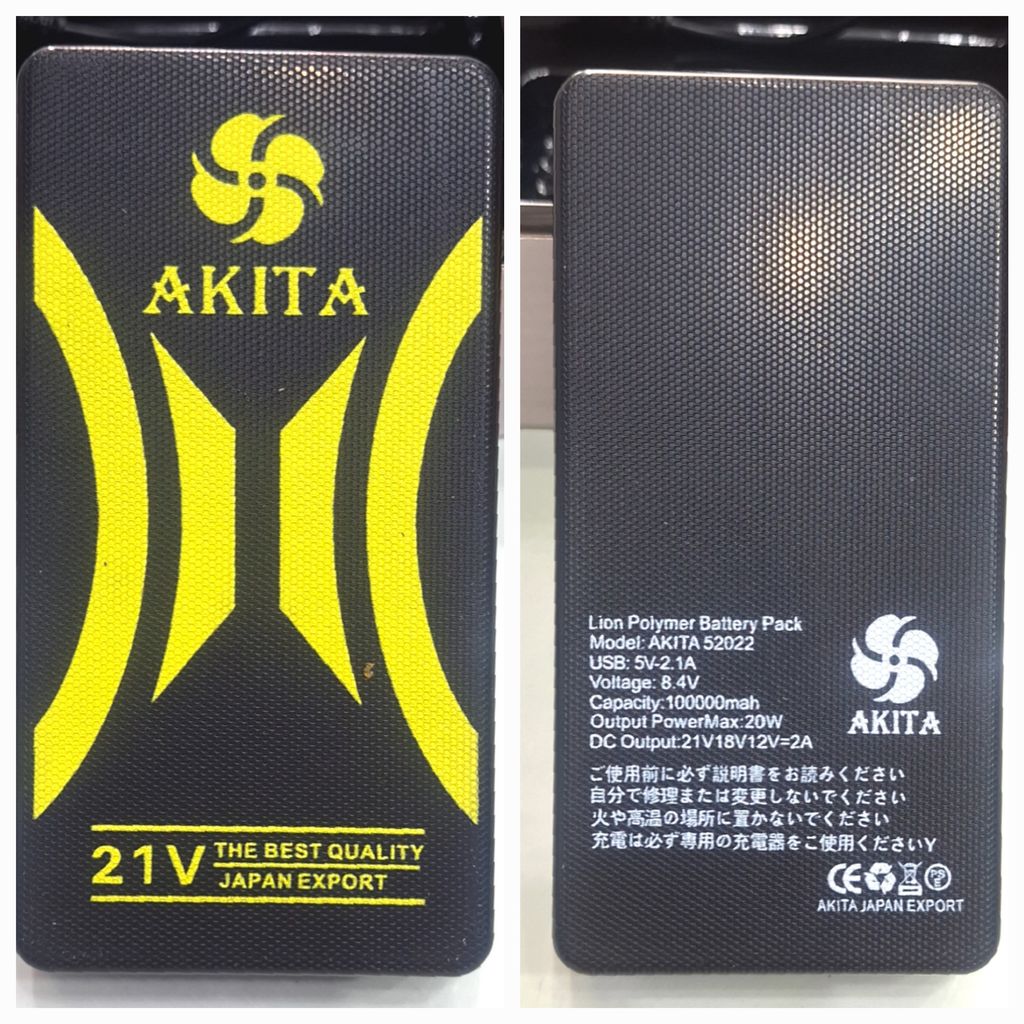 AKITA
21V
THE BEST QUALITY
JAPAN EXPORT
Lion Polymer Battery Pack
Model: AKITA 52022
USB: 5V-2.1A
Voltage: 8.4V
Capacity:100000mah
Output PowerMax:20W
DC Output:21V18V12V=2A
AKITA
ご使用前に必ず説明書をお読みください
自分で修理または変更しないでください
火や高温の場所に置かないでください
充電は必ず専用の充電器をご使用くださいY
CE
PS
E
AKITA JAPAN EXPORT